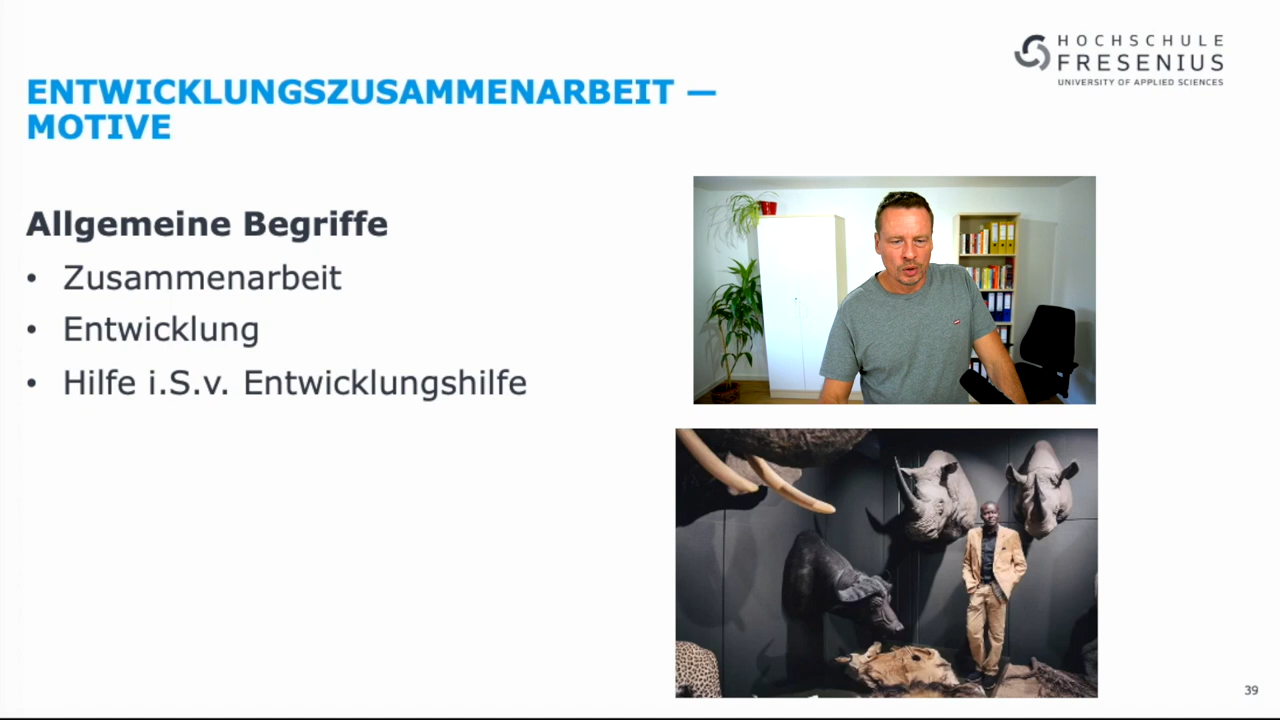 HOCHSCHULE
FRESENIUS
UNIVERSITY OF APPLIED SCIENCES
ENTWICKLUNGSZUSAMMENARBEIT —
MOTIVE
Allgemeine Begriffe
• Zusammenarbeit
• Entwicklung
• Hilfe i.S.v. Entwicklungshilfe
39